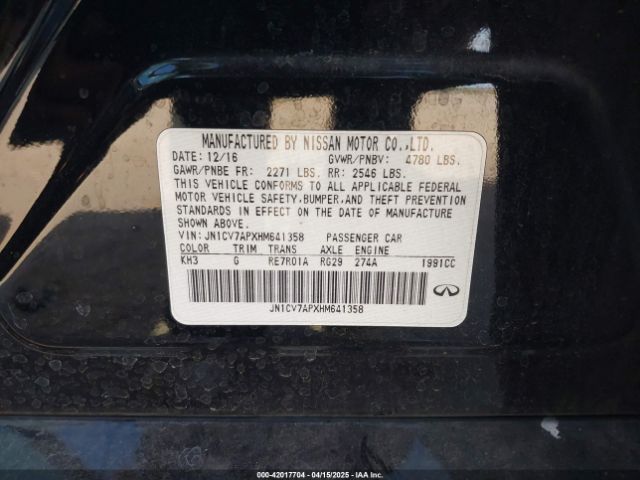 MANUFACTURED BY NISSAN MOTOR CO.,LTD.
DATE: 12/16 GVWR/PNBV: 4780 LBS.
GAWR/PNBE FR: 2271 LBS. RR: 2546 LBS.
THIS VEHICLE CONFORMS TO ALL APPLICABLE FEDERAL
MOTOR VEHICLE SAFETY,BUMPER,AND THEFT PREVENTION
STANDARDS IN EFFECT ON THE DATE OF MANUFACTURE
SHOWN ABOVE.
VIN: JN1CV7APXHM641358 PASSENGER CAR
COLOR TRIM TRANS AXLE ENGINE
KH3 G RE7R01A RG29 274A 1991CC
JN1CV7APXHM641358
000-42017704 - 04/15/2025 - IAA Inc.